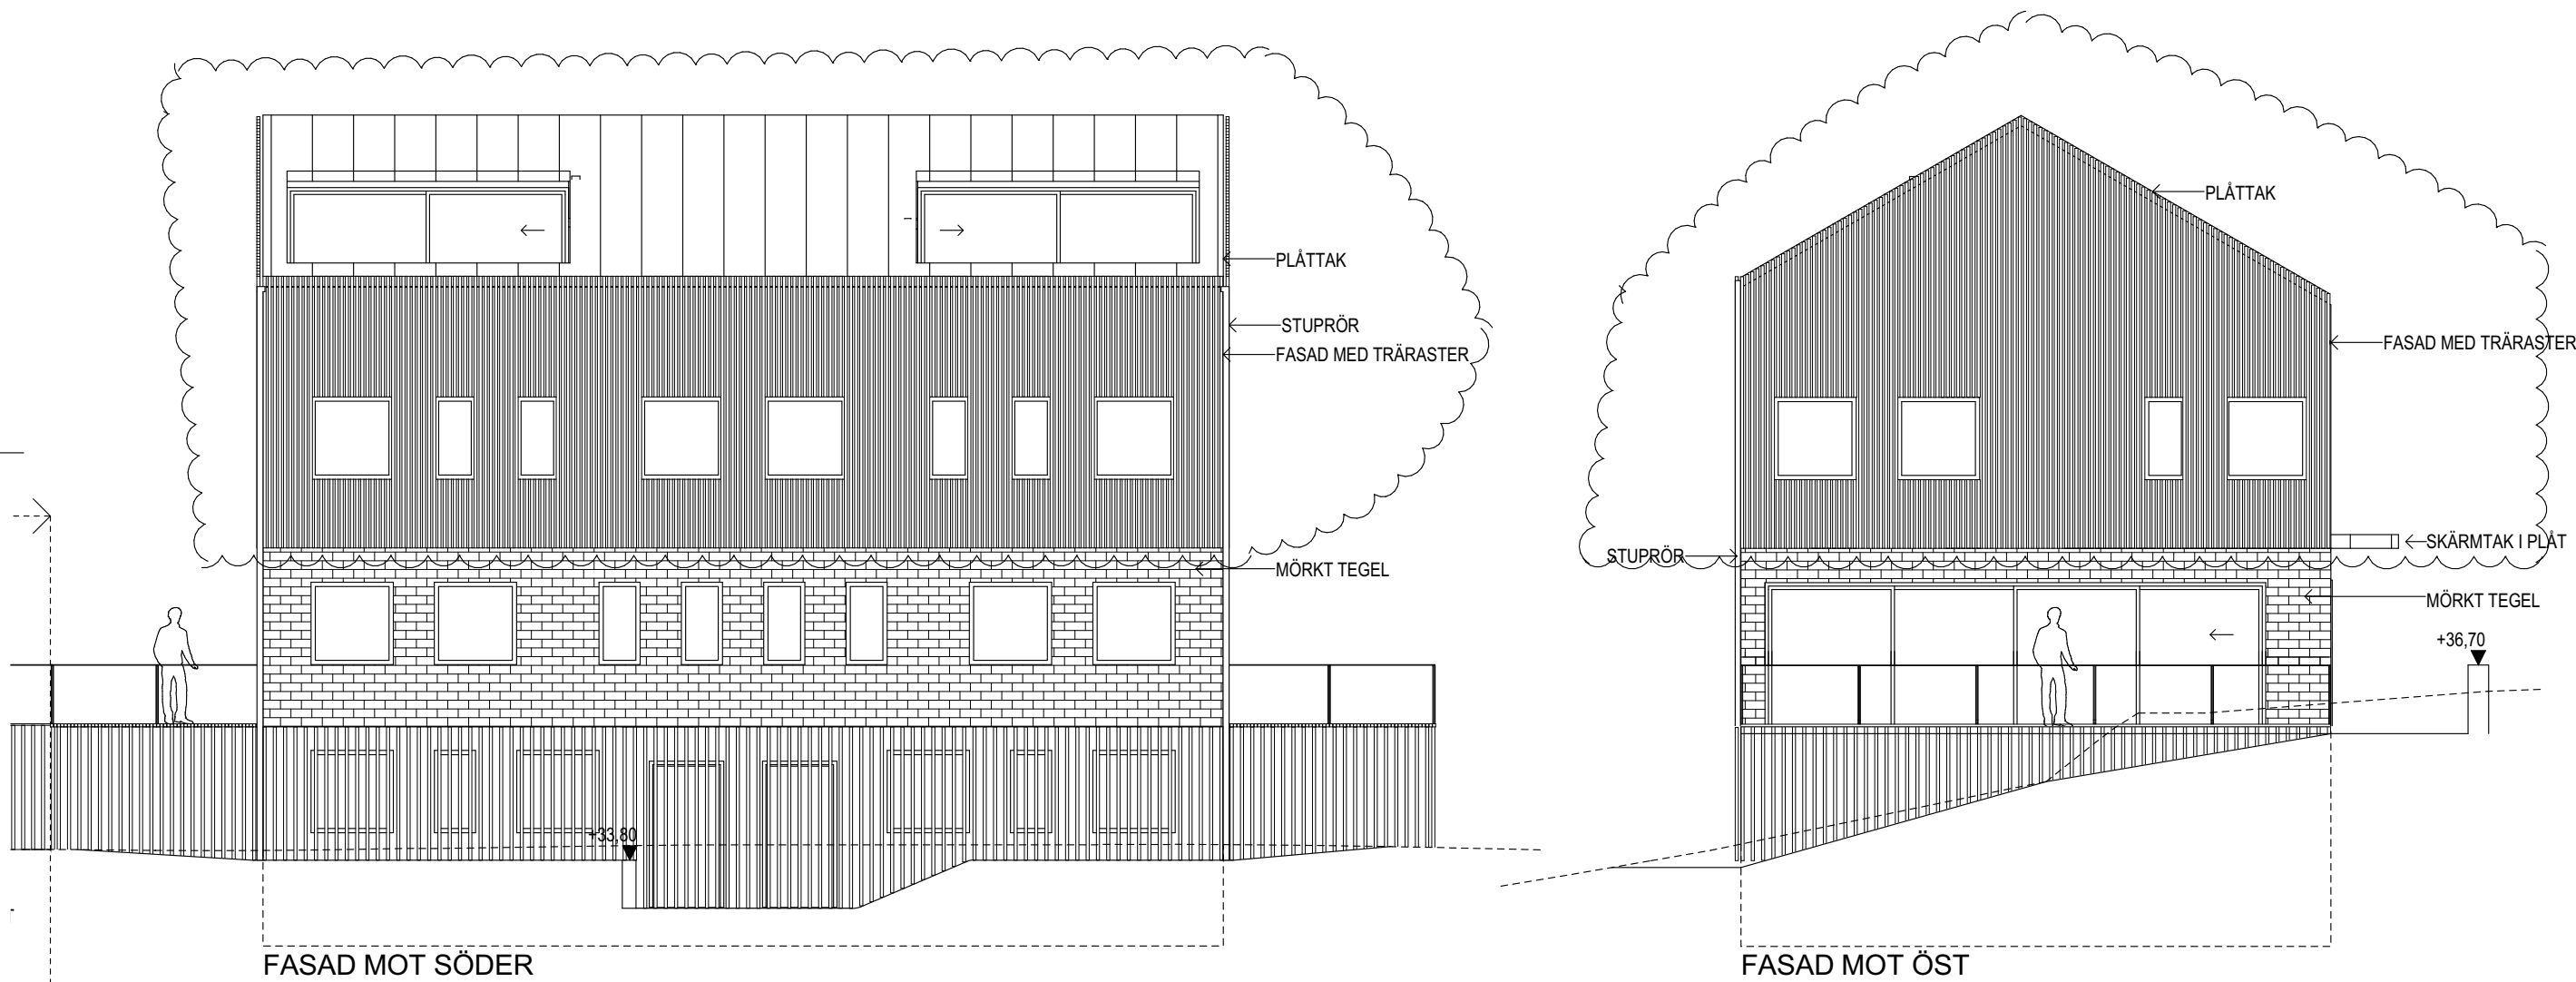 PLÅTTAK
STUPRÖR
FASAD MED TRÄRASTER
MÖRKT TEGEL
+33,80
FASAD MOT SÖDER
PLÅTTAK
FASAD MED TRÄRASTER
SKÄRMTAK I PLÅT
STUPRÖR
MÖRKT TEGEL
+36,70
FASAD MOT ÖST